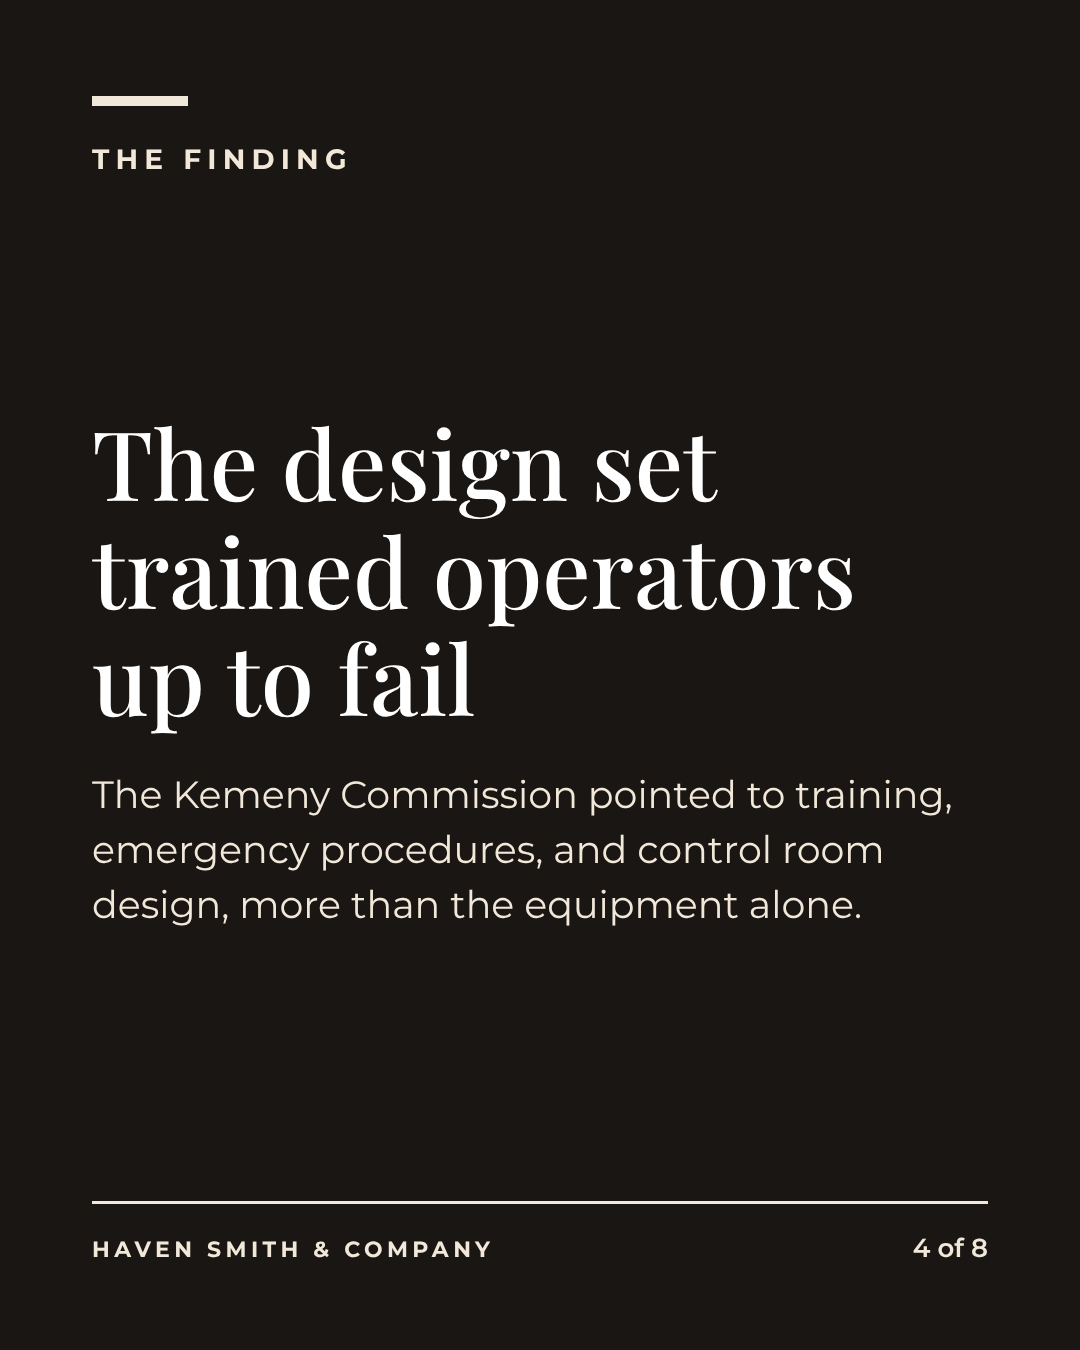 THE FINDING
The design set
trained operators
up to fail
The Kemeny Commission pointed to training,
emergency procedures, and control room
design, more than the equipment alone.
HAVEN SMITH & COMPANY
4 of 8